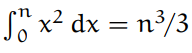 ∫₀ⁿ x² dx = n³/3